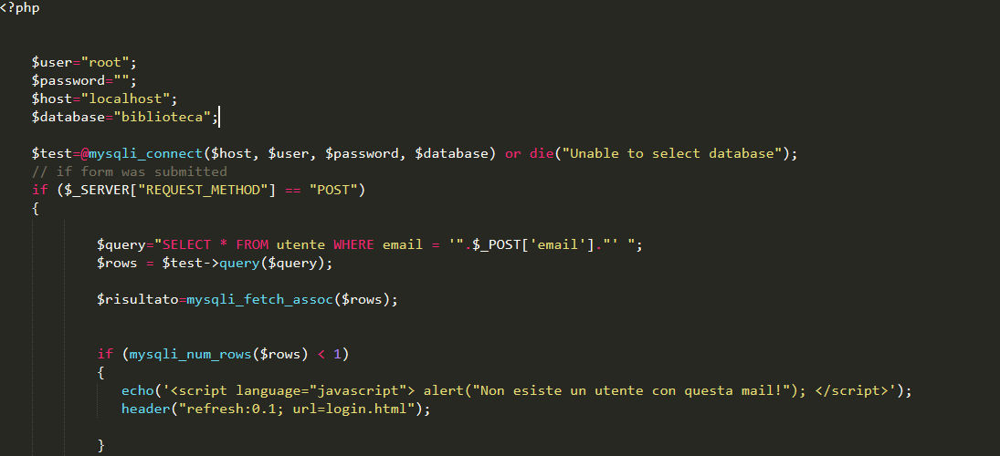 <?php
$user="root";
$password="";
$host="localhost";
$database="biblioteca";
$test=@mysqli_connect($host, $user, $password, $database) or die("Unable to select database");
// if form was submitted
if ($_SERVER["REQUEST_METHOD"] == "POST")
{
$query="SELECT * FROM utente WHERE email = '".$_POST['email']."' ";
$rows = $test->query($query);
$risultato=mysqli_fetch_assoc($rows);
if (mysqli_num_rows($rows) < 1)
{
echo('<script language="javascript"> alert("Non esiste un utente con questa mail!"); </script>');
header("refresh:0.1; url=login.html");
}